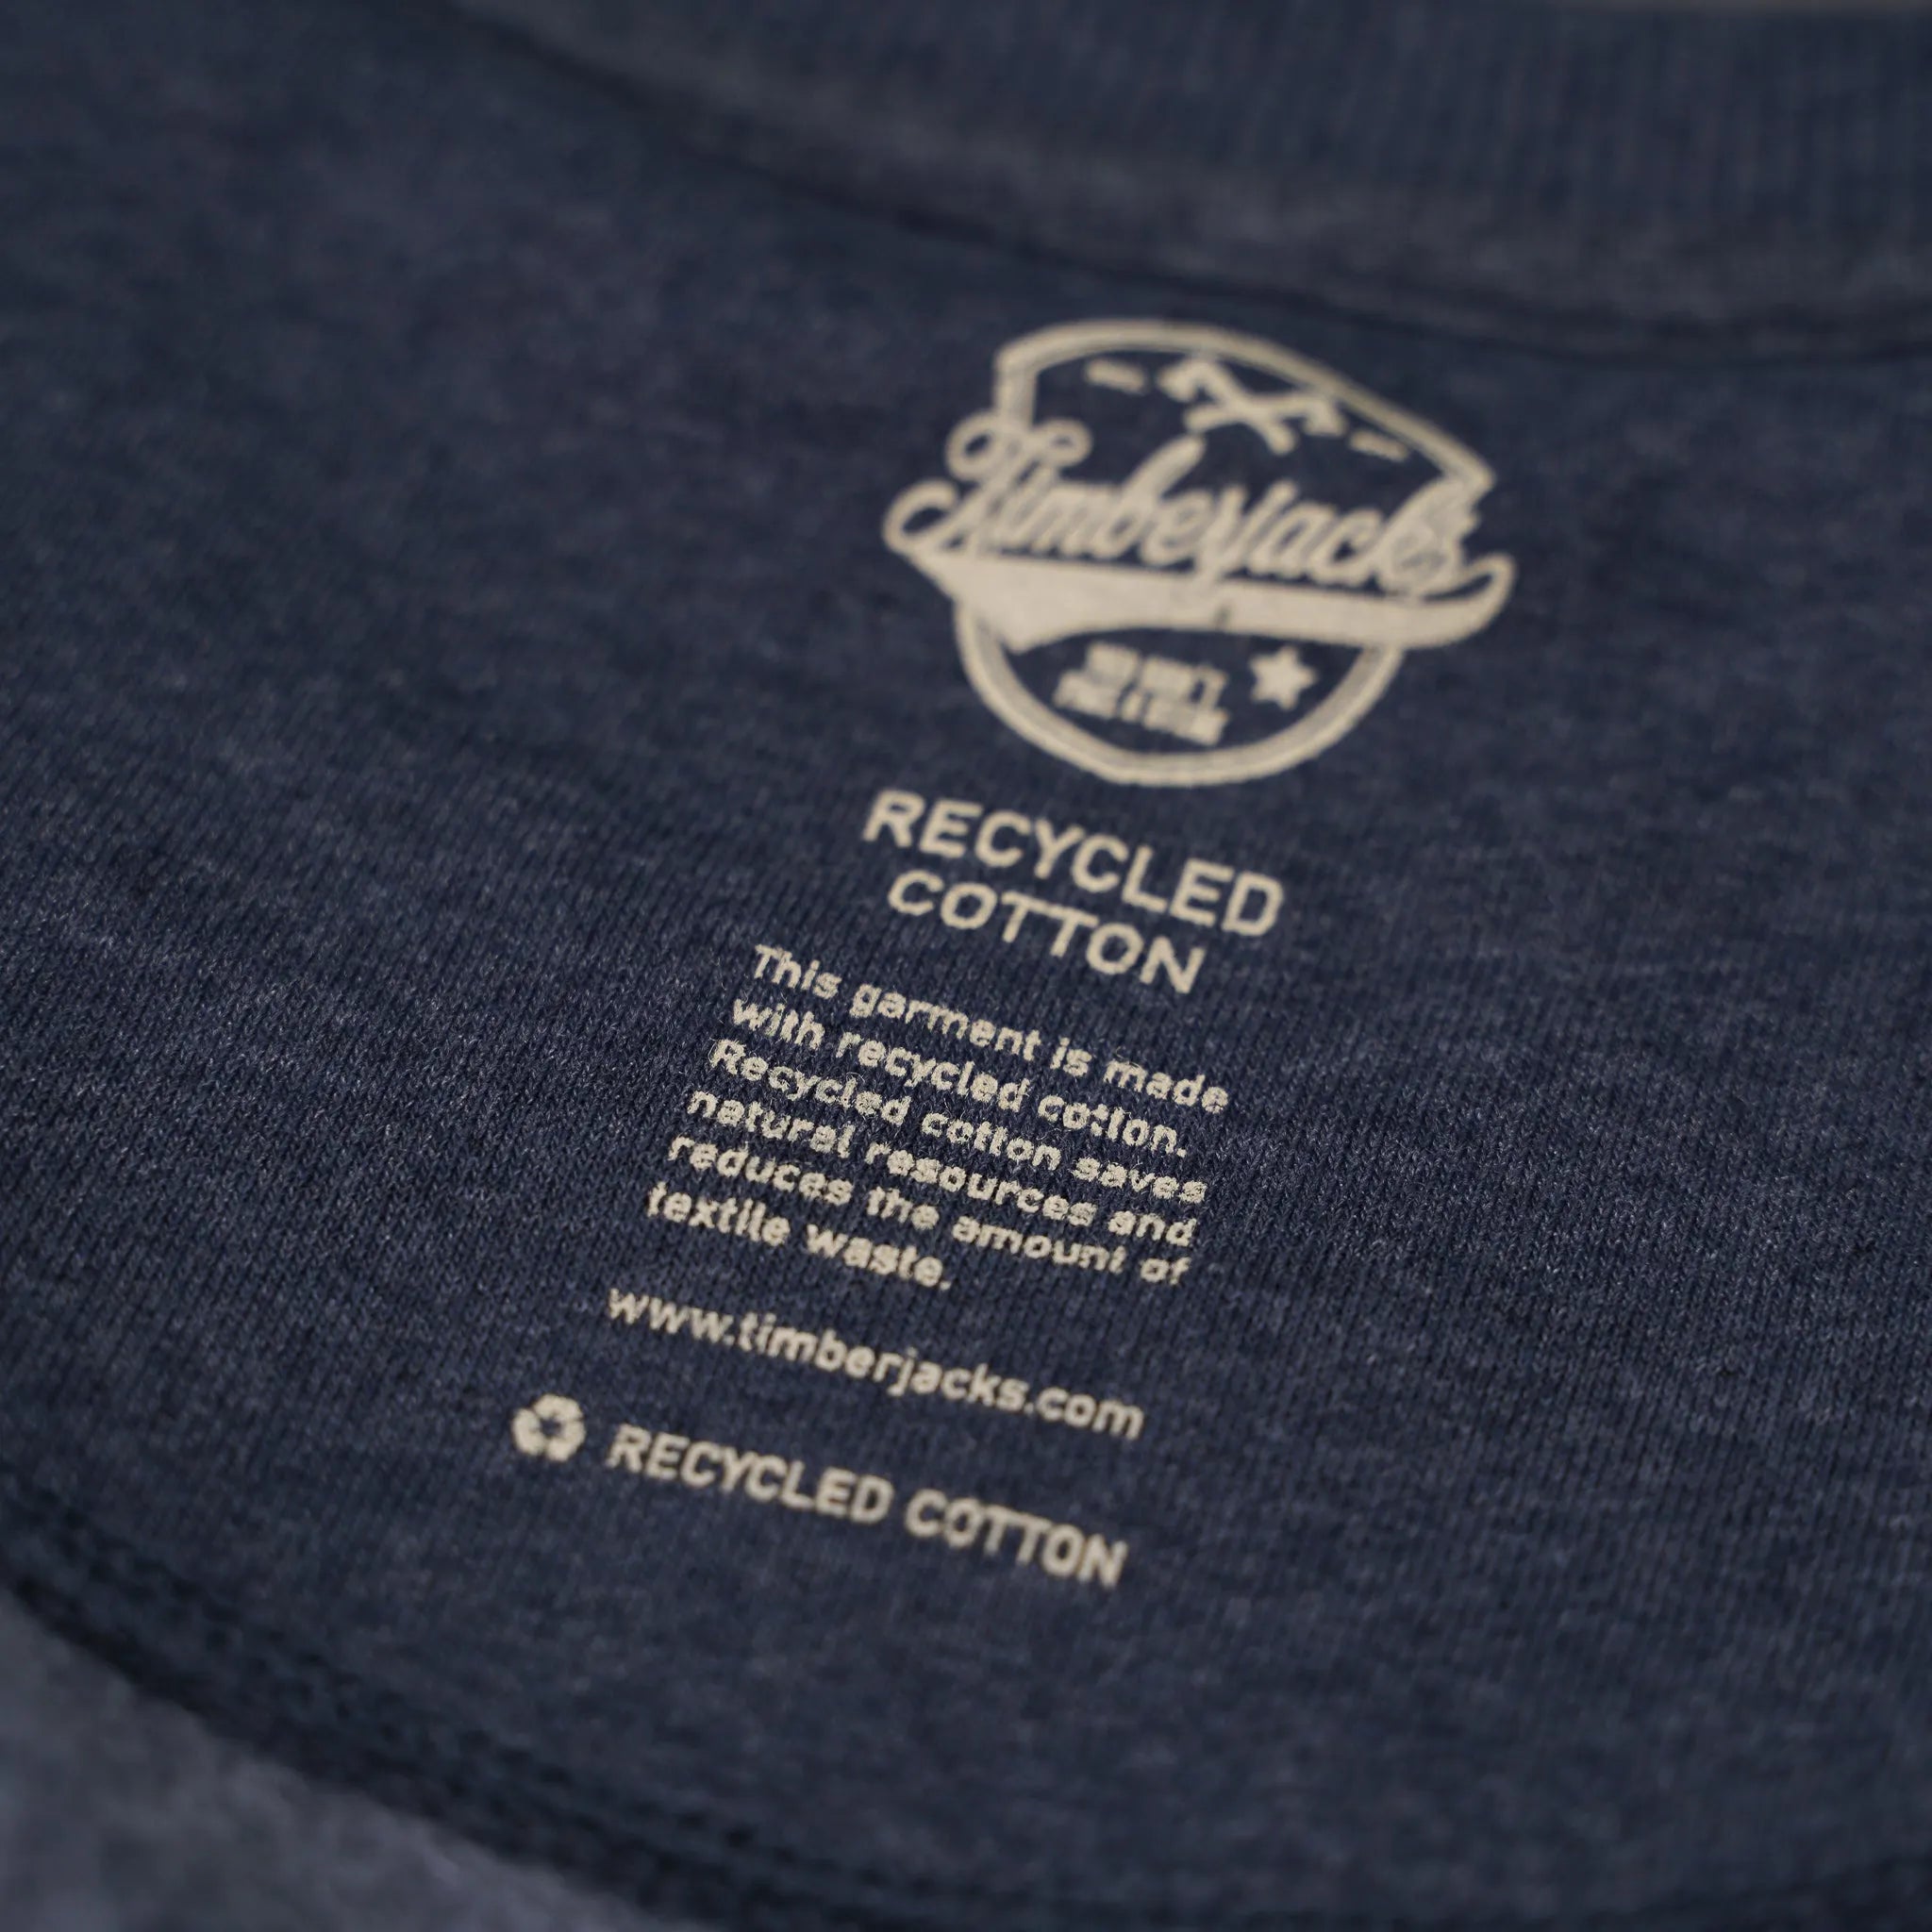 Timberjacks
RECYCLED
COTTON
This garment is made
with recycled cotton.
Recycled cotton saves
natural resources and
reduces the amount of
textile waste.
www.timberjacks.com
RECYCLED COTTON